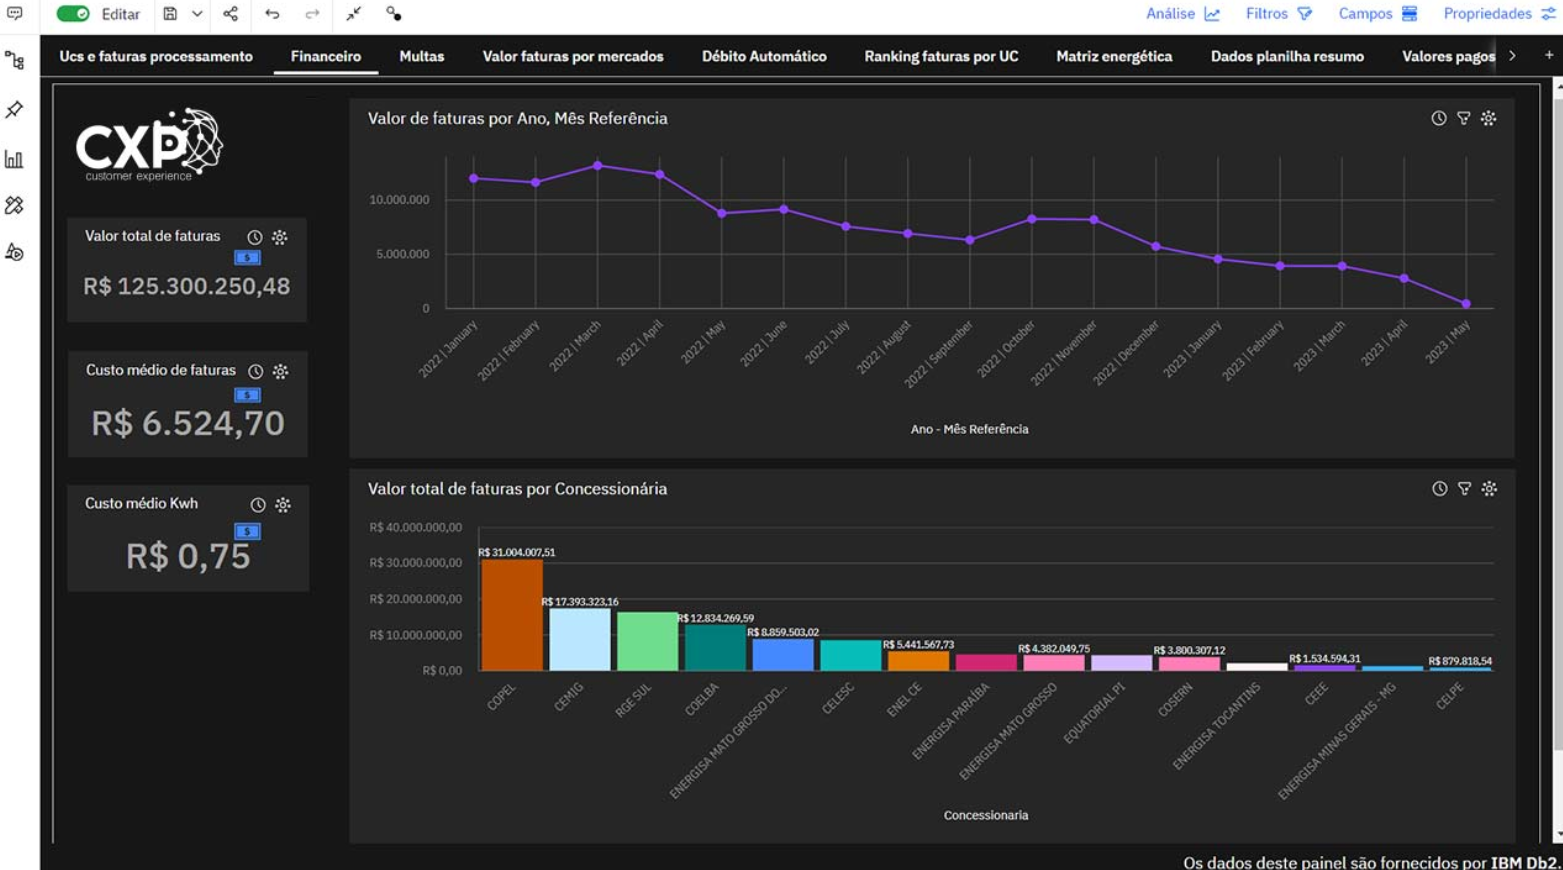 Editar
Análise
Filtros
Campos
Propriedades
Ucs e faturas processamento
Financeiro
Multas
Valor faturas por mercados
Débito Automático
Ranking faturas por UC
Matriz energética
Dados planilha resumo
Valores pagos
CXP
customer experience
Valor total de faturas
$
R$ 125.300.250,48
Custo médio de faturas
$
R$ 6.524,70
Custo médio Kwh
$
R$ 0,75
Valor de faturas por Ano, Mês Referência
10.000.000
5.000.000
0
2022 | January
2022 | February
2022 | March
2022 | April
2022 | May
2022 | June
2022 | July
2022 | August
2022 | September
2022 | October
2022 | November
2022 | December
2023 | January
2023 | February
2023 | March
2023 | April
2023 | May
Ano - Mês Referência
Valor total de faturas por Concessionária
R$ 40.000.000,00
R$ 30.000.000,00
R$ 20.000.000,00
R$ 10.000.000,00
R$ 0,00
R$ 31.004.007,51
R$ 17.393.323,16
R$ 12.834.269,59
R$ 8.859.503,02
R$ 5.441.567,73
R$ 4.382.049,75
R$ 3.800.307,12
R$ 1.534.594,31
R$ 879.818,54
COPEL
CEMIG
RGE SUL
COELBA
ENERGISA MATO GROSSO DO...
CELESC
ENEL CE
ENERGISA PARAÍBA
ENERGISA MATO GROSSO
EQUATORIAL PI
COSERN
ENERGISA TOCANTINS
CEEE
ENERGISA MINAS GERAIS - MG
CELPE
Concessionaria
Os dados deste painel são fornecidos por IBM Db2.